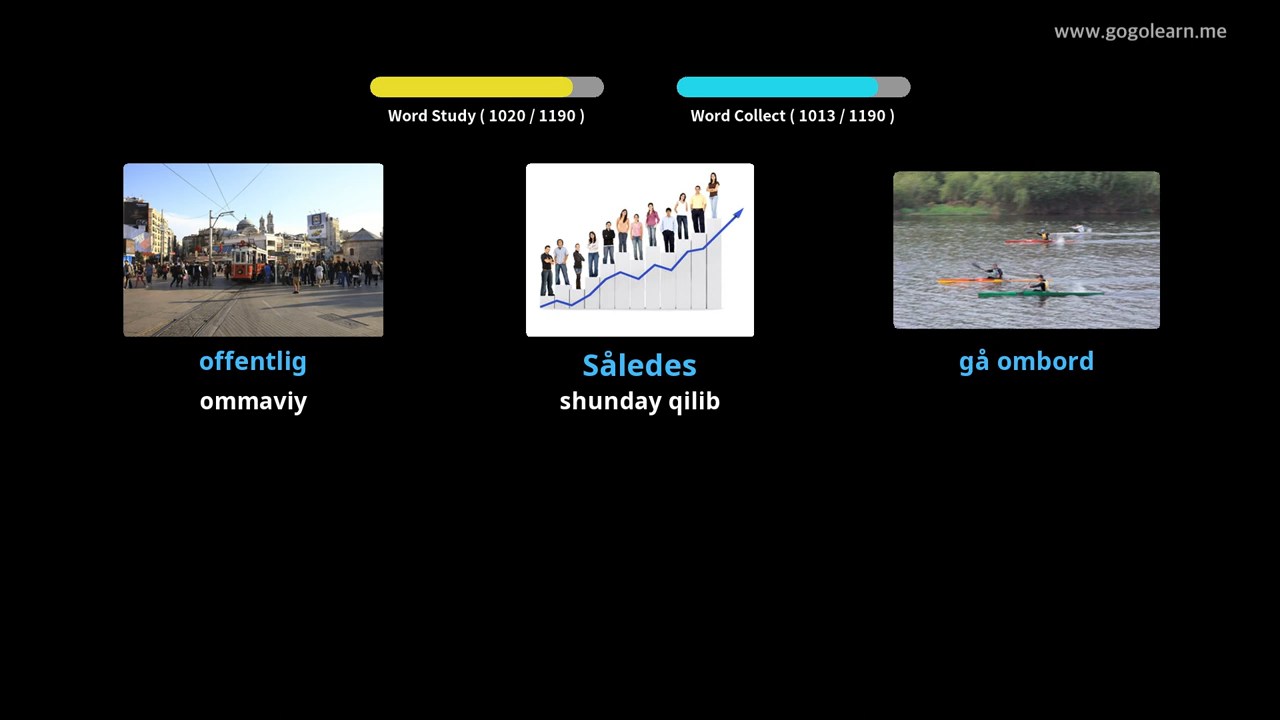 www.gogolearn.me
Word Study ( 1020 / 1190 )
Word Collect ( 1013 / 1190 )
offentlig
ommaviy
Således
shunday qilib
gå ombord